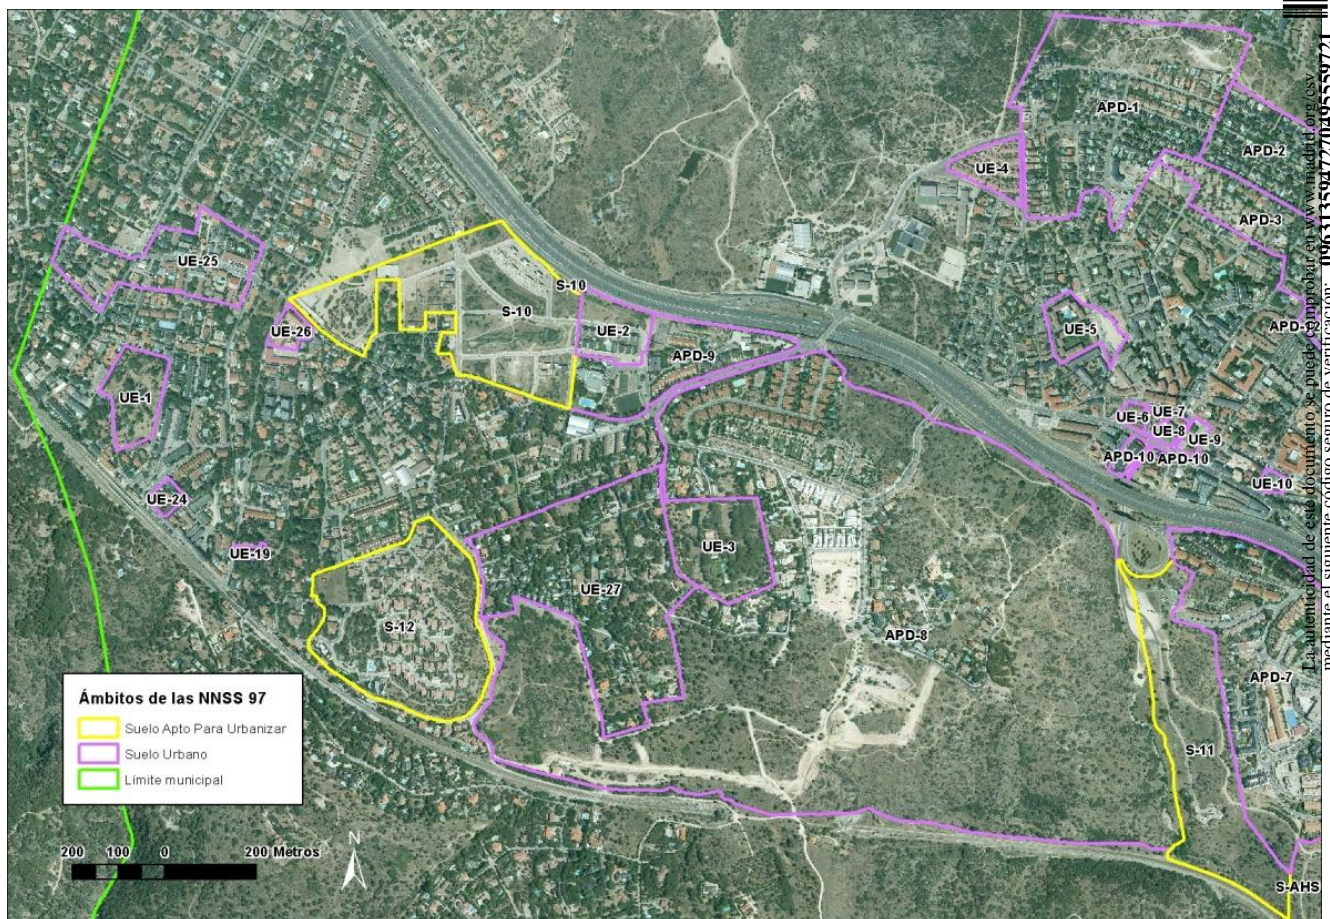 APD-1
APD-2
UE-4
APD-3
UE-25
S-10
S-10
UE-26
UE-2
UE-5
APD-9
UE-1
UE-6
UE-7
UE-8
UE-9
APD-10
APD-10
UE-10
UE-24
UE-19
UE-3
UE-27
S-12
APD-8
APD-7
S-11
S-AHS
Ámbitos de las NNSS 97
Suelo Apto Para Urbanizar
Suelo Urbano
Límite municipal
200 100 0 200 Metros
N
La autenticidad de este documento se puede comprobar en www.madrid.org/csv
mediante el siguiente código seguro de verificación: